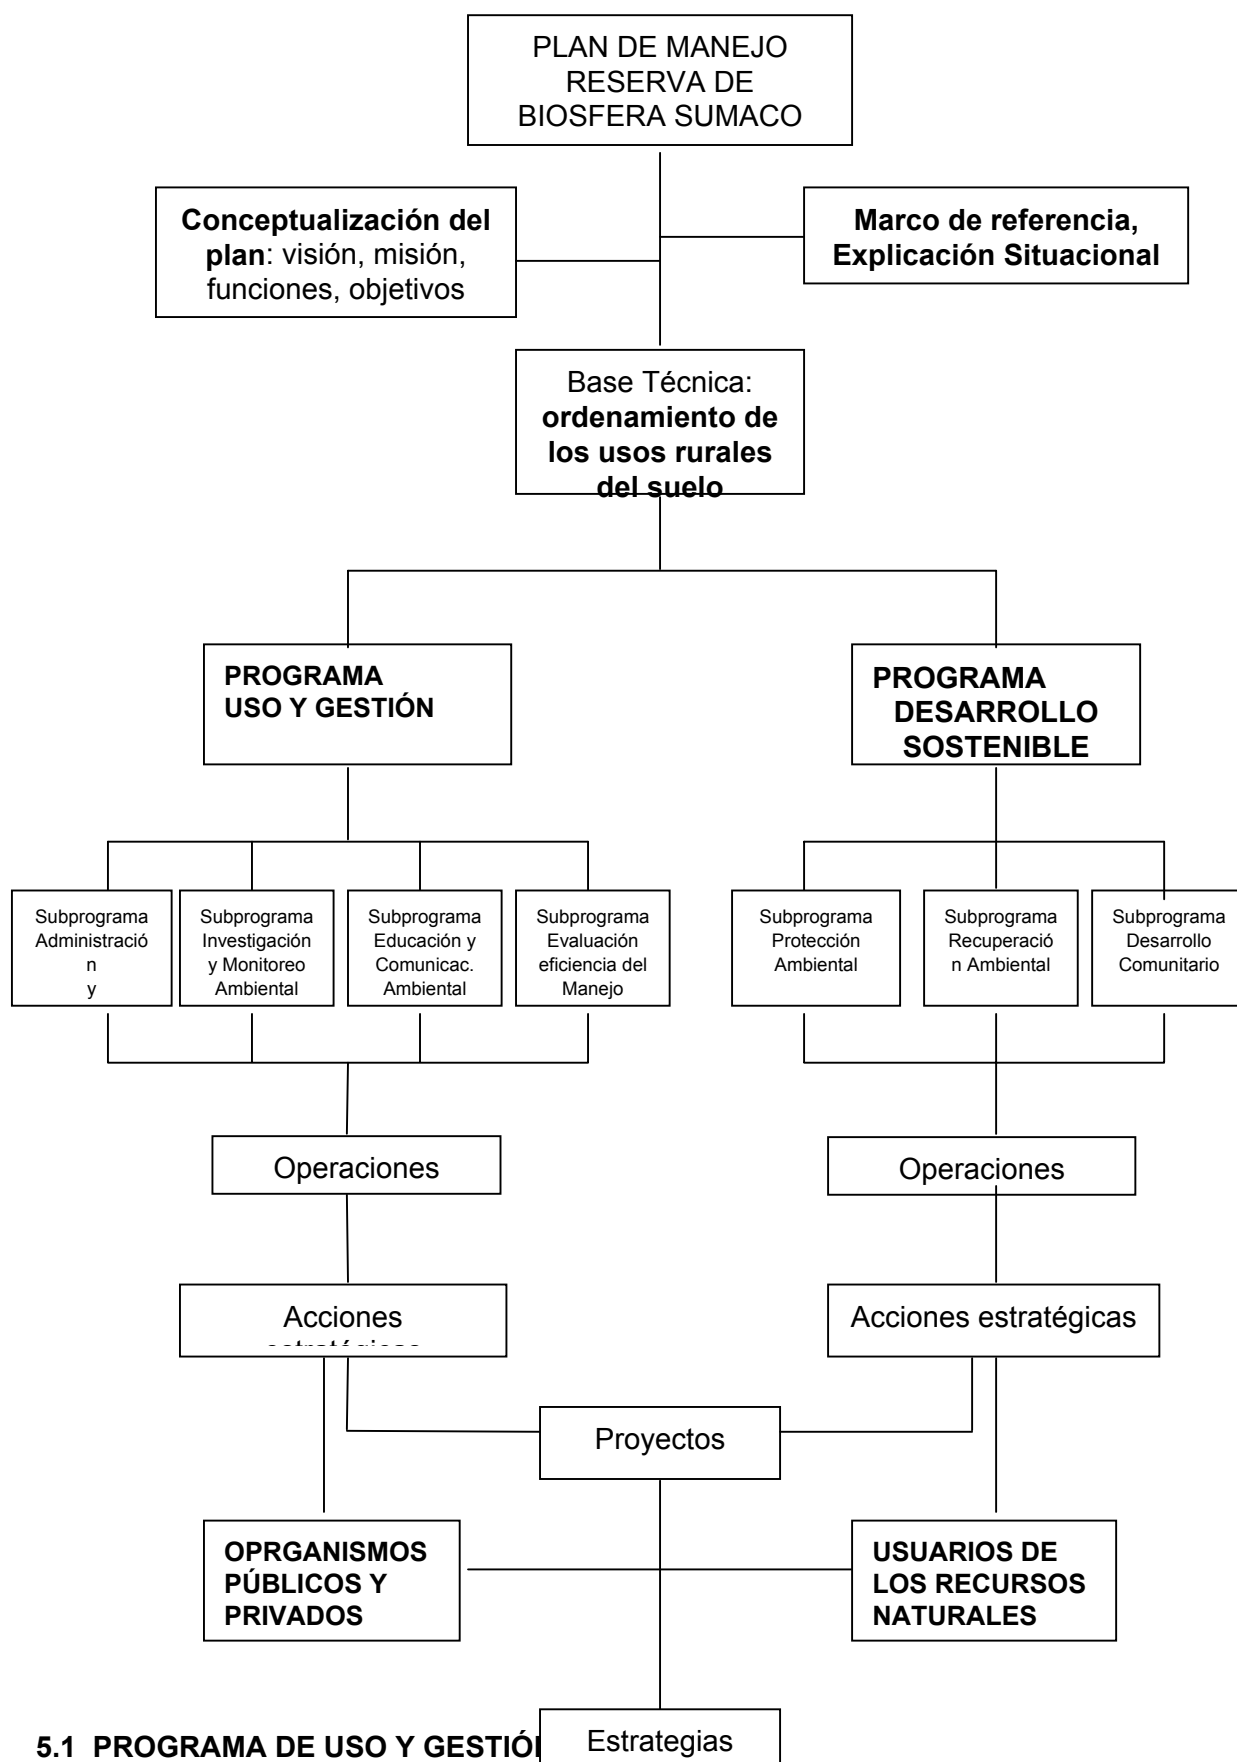 PLAN DE MANEJO
RESERVA DE
BIOSFERA SUMACO
Conceptualización del
plan: visión, misión,
funciones, objetivos
Marco de referencia,
Explicación Situacional
Base Técnica:
ordenamiento de
los usos rurales
del suelo
PROGRAMA
USO Y GESTIÓN
PROGRAMA
DESARROLLO
SOSTENIBLE
Subprograma
Administració
n
y
Subprograma
Investigación
y Monitoreo
Ambiental
Subprograma
Educación y
Comunicac.
Ambiental
Subprograma
Evaluación
eficiencia del
Manejo
Subprograma
Protección
Ambiental
Subprograma
Recuperació
n Ambiental
Subprograma
Desarrollo
Comunitario
Operaciones
Operaciones
Acciones
Acciones estratégicas
Proyectos
OPRGANISMOS
PÚBLICOS Y
PRIVADOS
USUARIOS DE
LOS RECURSOS
NATURALES
Estrategias
5.1 PROGRAMA DE USO Y GESTIÓ